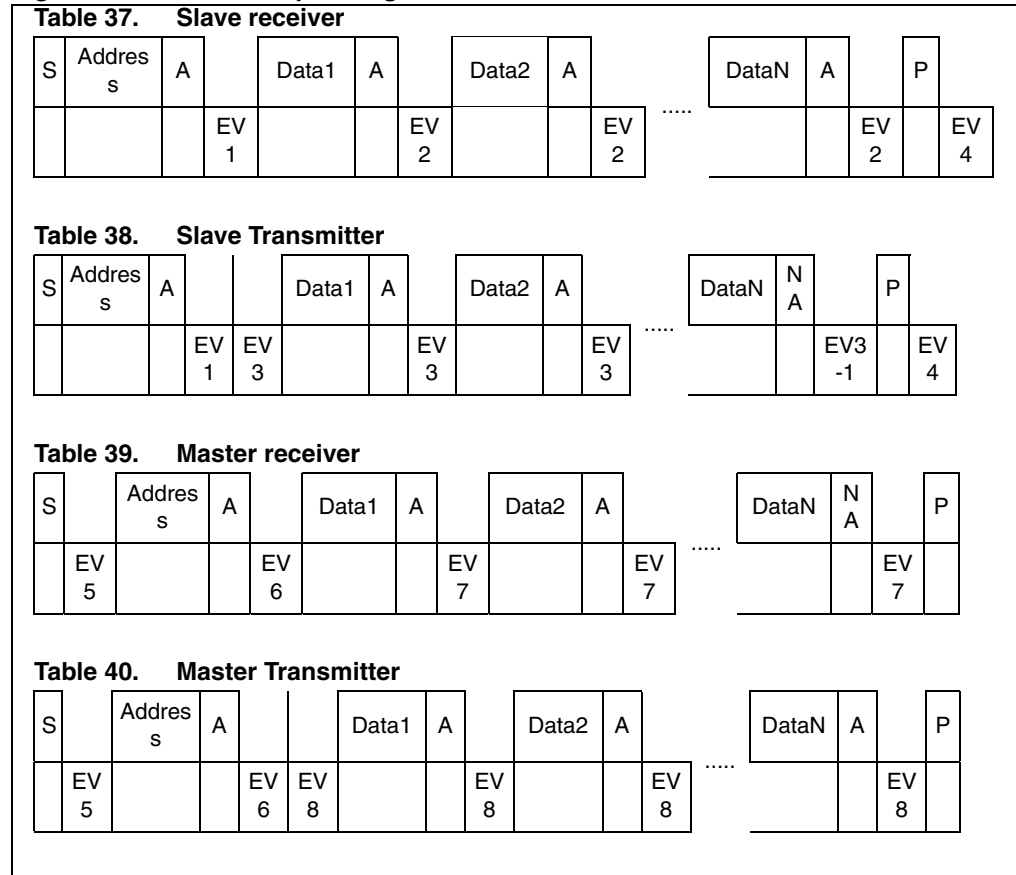 Table 37. Slave receiver
S Addres A Data1 A Data2 A DataN A P
s
.....
EV EV EV EV EV
1 2 2 2 4
Table 38. Slave Transmitter
S Addres A Data1 A Data2 A DataN N P
s A
.....
EV EV EV EV EV3 EV
1 3 3 3 -1 4
Table 39. Master receiver
S Addres A Data1 A Data2 A DataN N P
s A
.....
EV EV EV EV EV
5 6 7 7 7
Table 40. Master Transmitter
S Addres A Data1 A Data2 A DataN A P
s
.....
EV EV EV EV EV EV
5 6 8 8 8 8